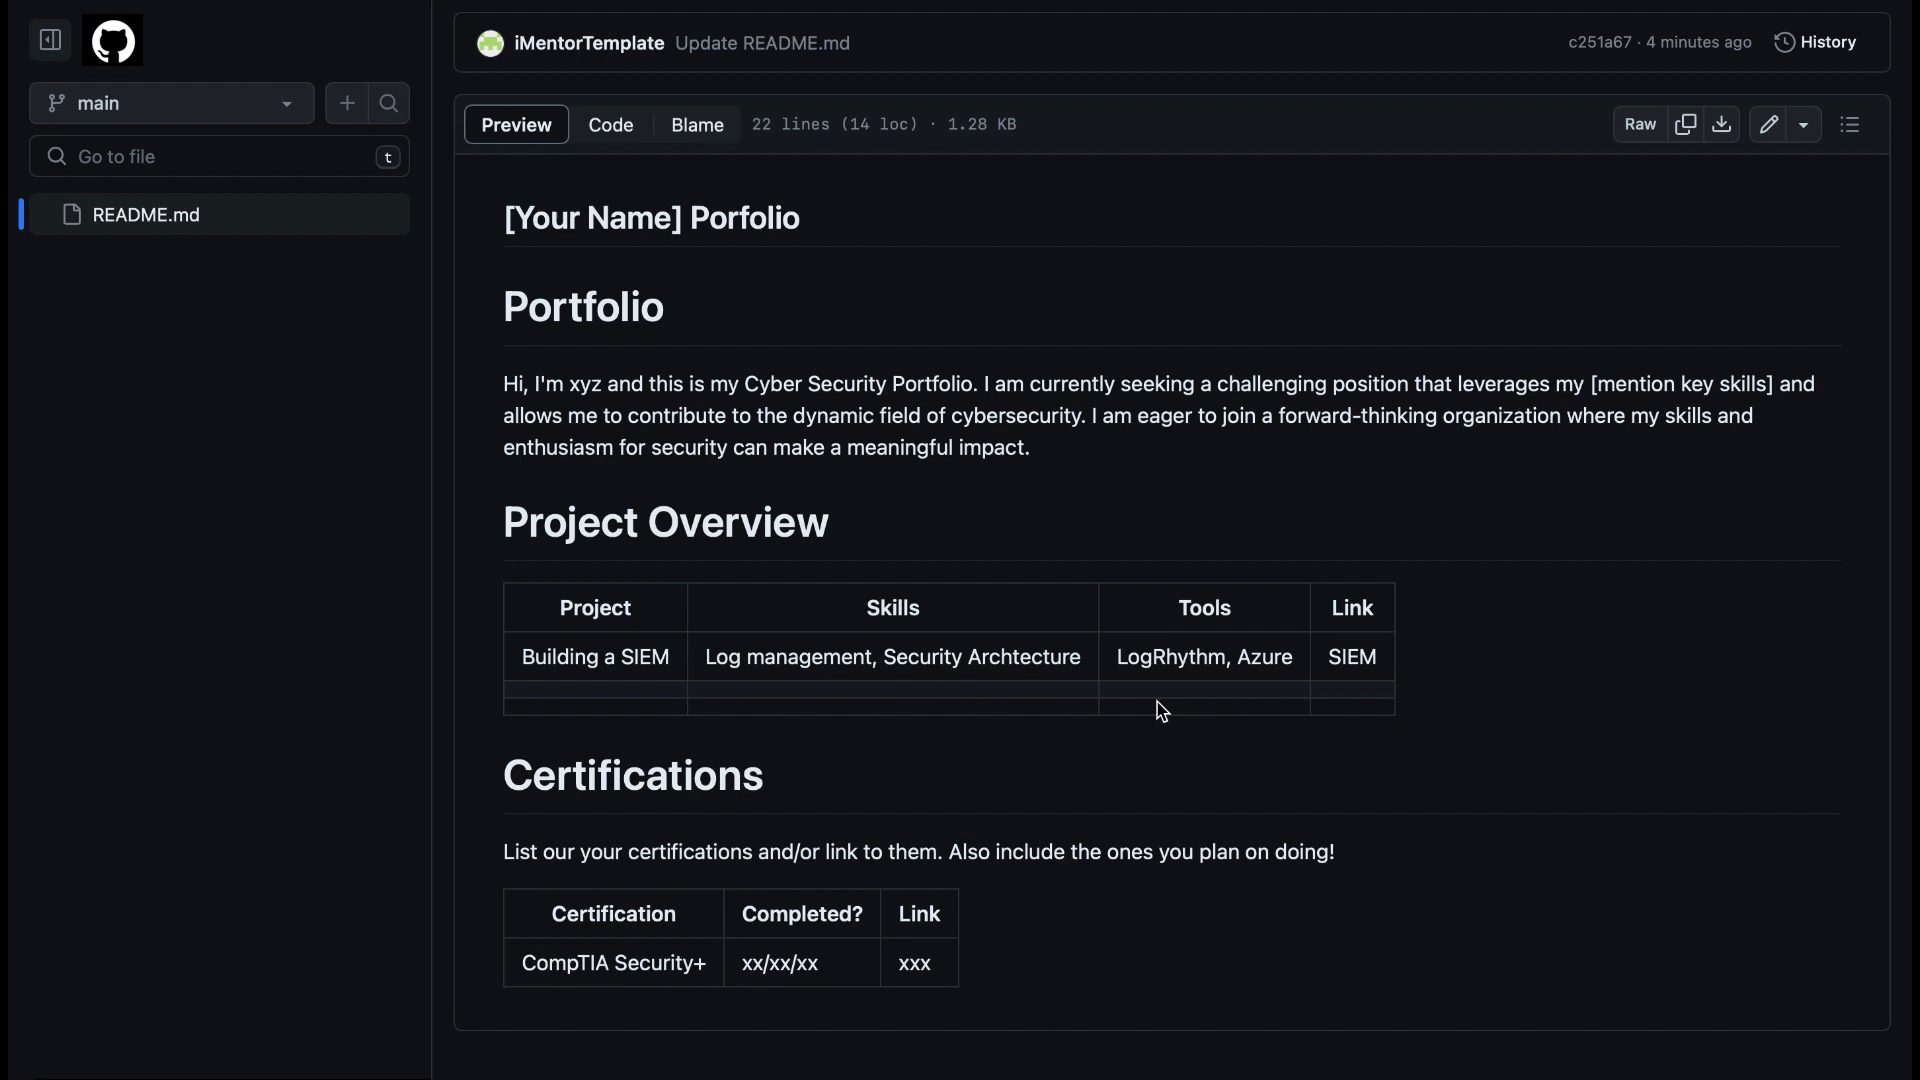 iMentorTemplate Update README.md c251a67 · 4 minutes ago History
main
Go to file t
README.md
Preview Code Blame 22 lines (14 loc) · 1.28 KB Raw
[Your Name] Porfolio
Portfolio
Hi, I'm xyz and this is my Cyber Security Portfolio. I am currently seeking a challenging position that leverages my [mention key skills] and
allows me to contribute to the dynamic field of cybersecurity. I am eager to join a forward-thinking organization where my skills and
enthusiasm for security can make a meaningful impact.
Project Overview
Project Skills Tools Link
Building a SIEM Log management, Security Archtecture LogRhythm, Azure SIEM
Certifications
List our your certifications and/or link to them. Also include the ones you plan on doing!
Certification Completed? Link
CompTIA Security+ xx/xx/xx xxx